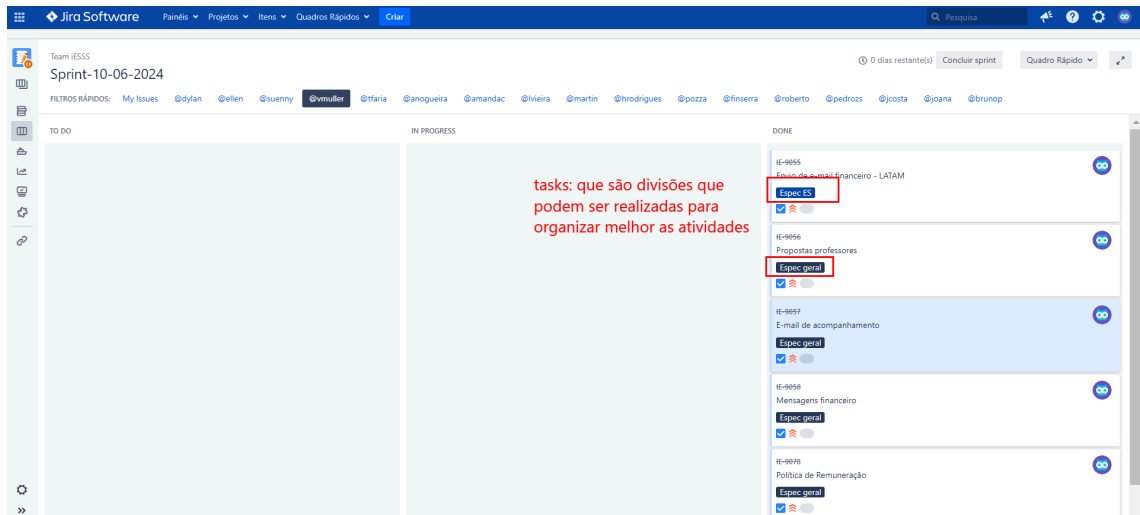 Jira Software Painéis Projetos Itens Quadros Rápidos Criar Pesquisa
Team iESSS
Sprint-10-06-2024
0 dias restante(s) Concluir sprint Quadro Rápido
FILTROS RÁPIDOS: My Issues @dylan @ellen @suenny @vmuller @tfaria @anogueira @amandac @lvieira @martin @hrodrigues @pozza @finserra @roberto @pedrozs @jcosta @joana @brunop
TO DO IN PROGRESS DONE
tasks: que são divisões que
podem ser realizadas para
organizar melhor as atividades
IE-9055
Envio de e-mail financeiro - LATAM
Espec ES
IE-9056
Propostas professores
Espec geral
IE-9057
E-mail de acompanhamento
Espec geral
IE-9058
Mensagens financeiro
Espec geral
IE-9078
Política de Remuneração
Espec geral